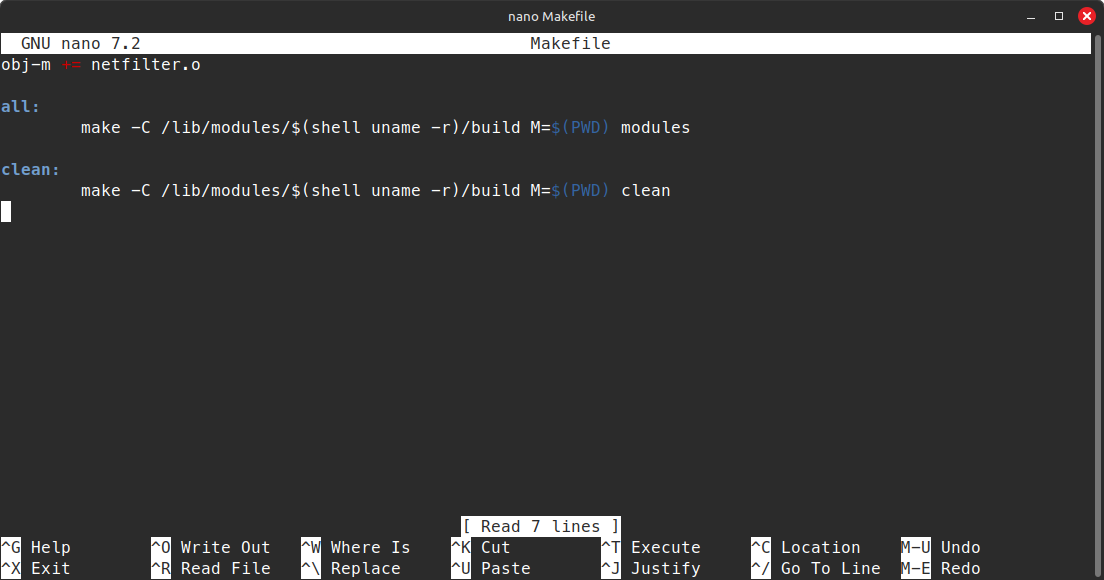 nano Makefile
GNU nano 7.2 Makefile
obj-m += netfilter.o
all:
make -C /lib/modules/$(shell uname -r)/build M=$(PWD) modules
clean:
make -C /lib/modules/$(shell uname -r)/build M=$(PWD) clean
[ Read 7 lines ]
^G Help ^O Write Out ^W Where Is ^K Cut ^T Execute ^C Location M-U Undo
^X Exit ^R Read File ^\ Replace ^U Paste ^J Justify ^/ Go To Line M-E Redo